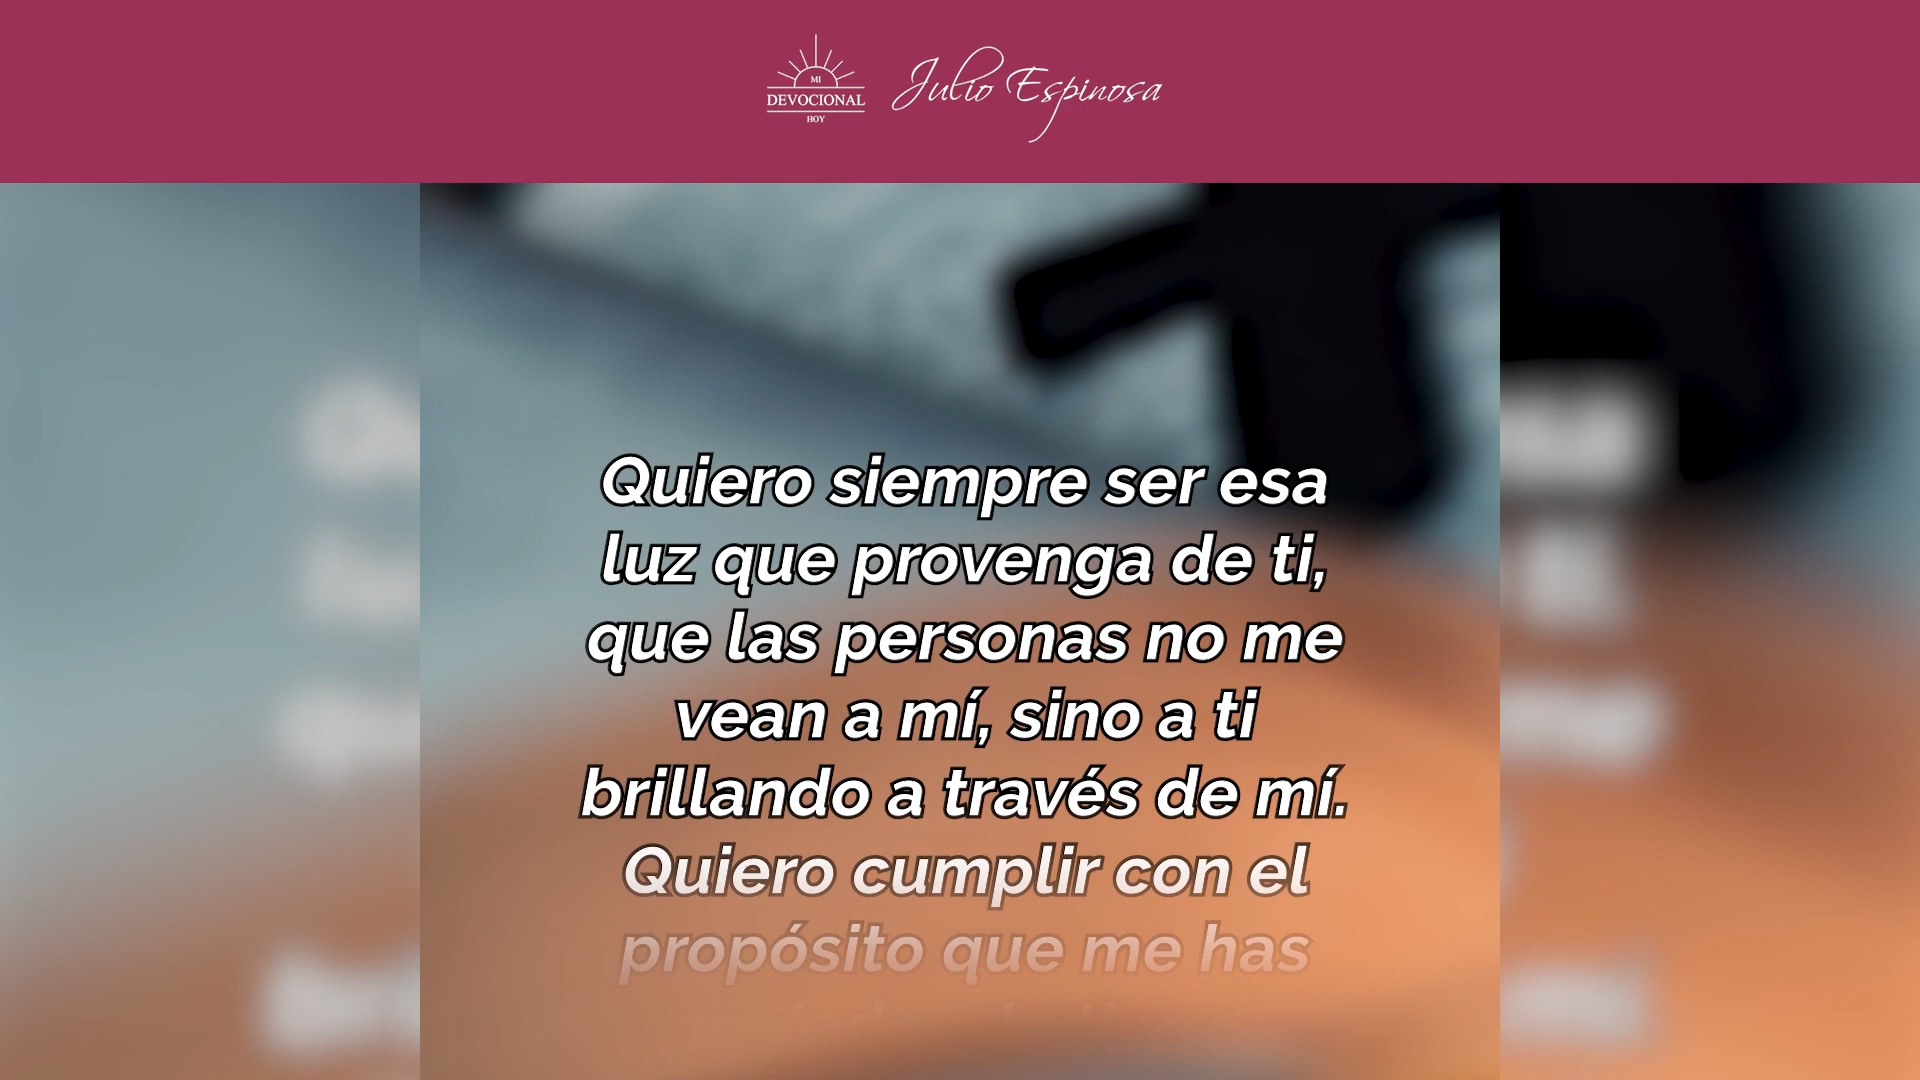 MI
DEVOCIONAL
HOY
Julio Espinosa
Quiero siempre ser esa
luz que provenga de ti,
que las personas no me
vean a mí, sino a ti
brillando a través de mí.
Quiero cumplir con el
propósito que me has